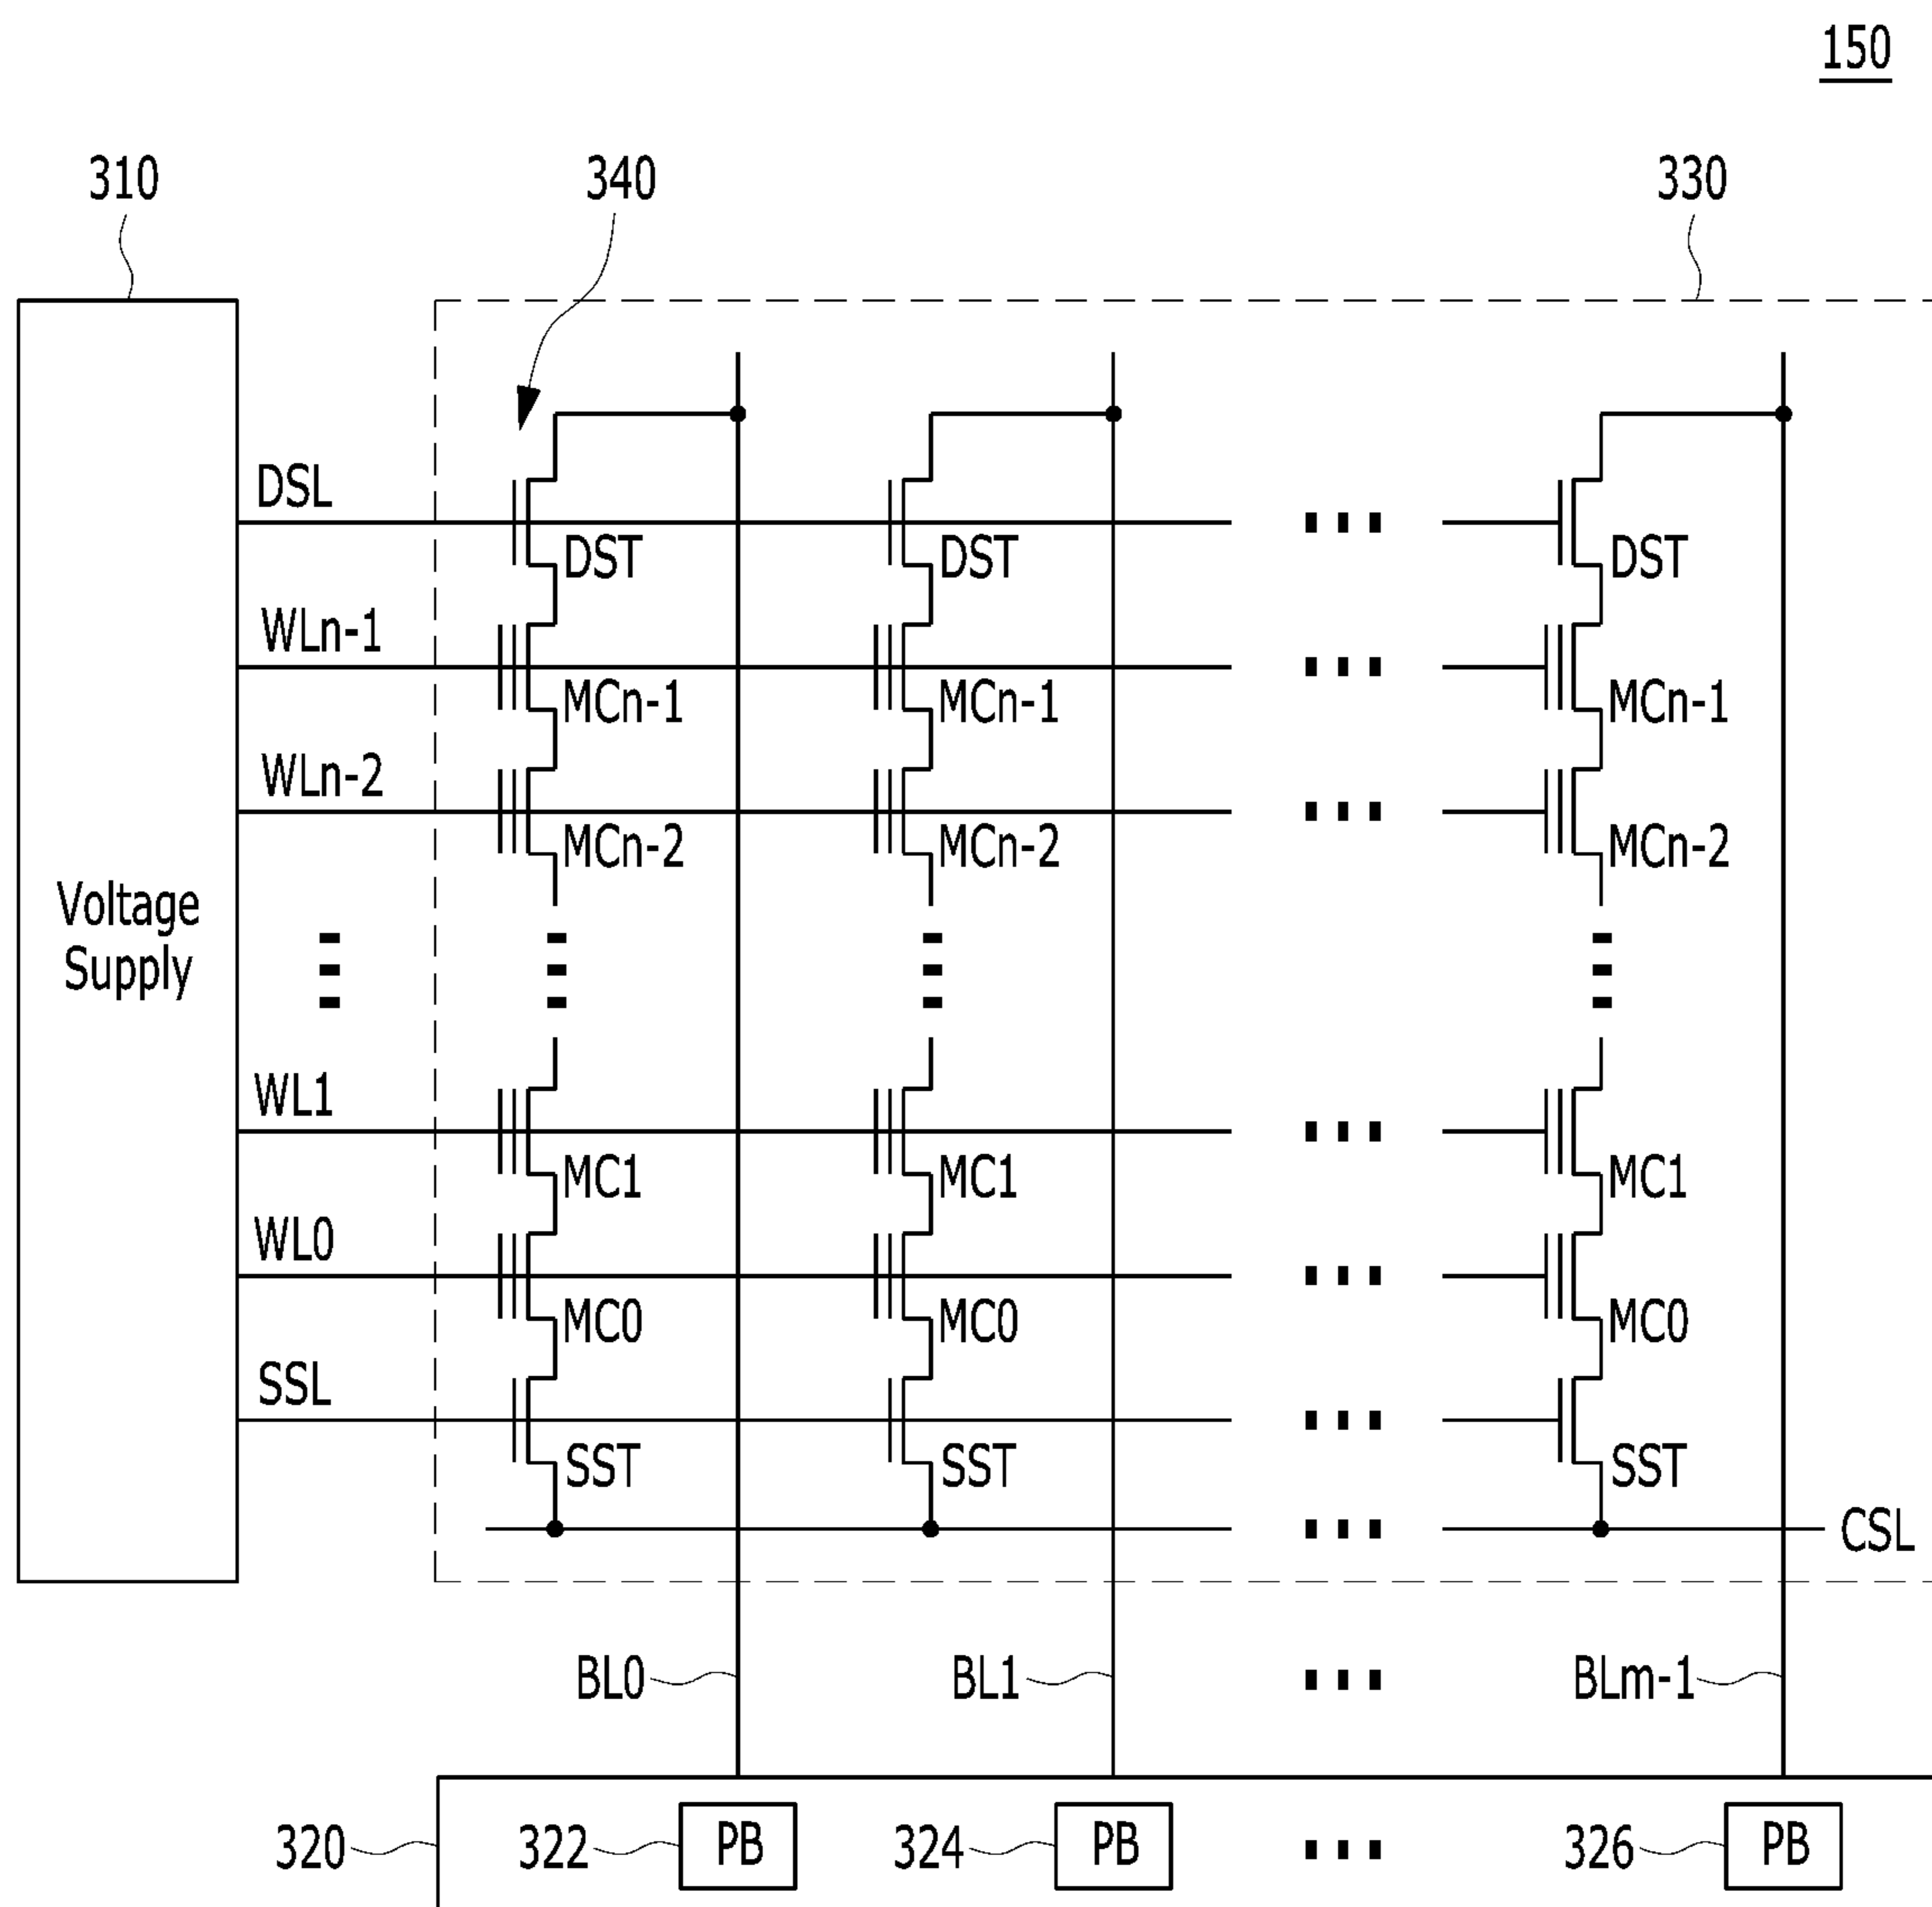 150
310
340
330
DSL
DST
DST
DST
WLn-1
MCn-1
MCn-1
MCn-1
WLn-2
MCn-2
MCn-2
MCn-2
Voltage
Supply
WL1
MC1
MC1
MC1
WL0
MC0
MC0
MC0
SSL
SST
SST
SST
CSL
BL0
BL1
BLm-1
320
322
PB
324
PB
326
PB